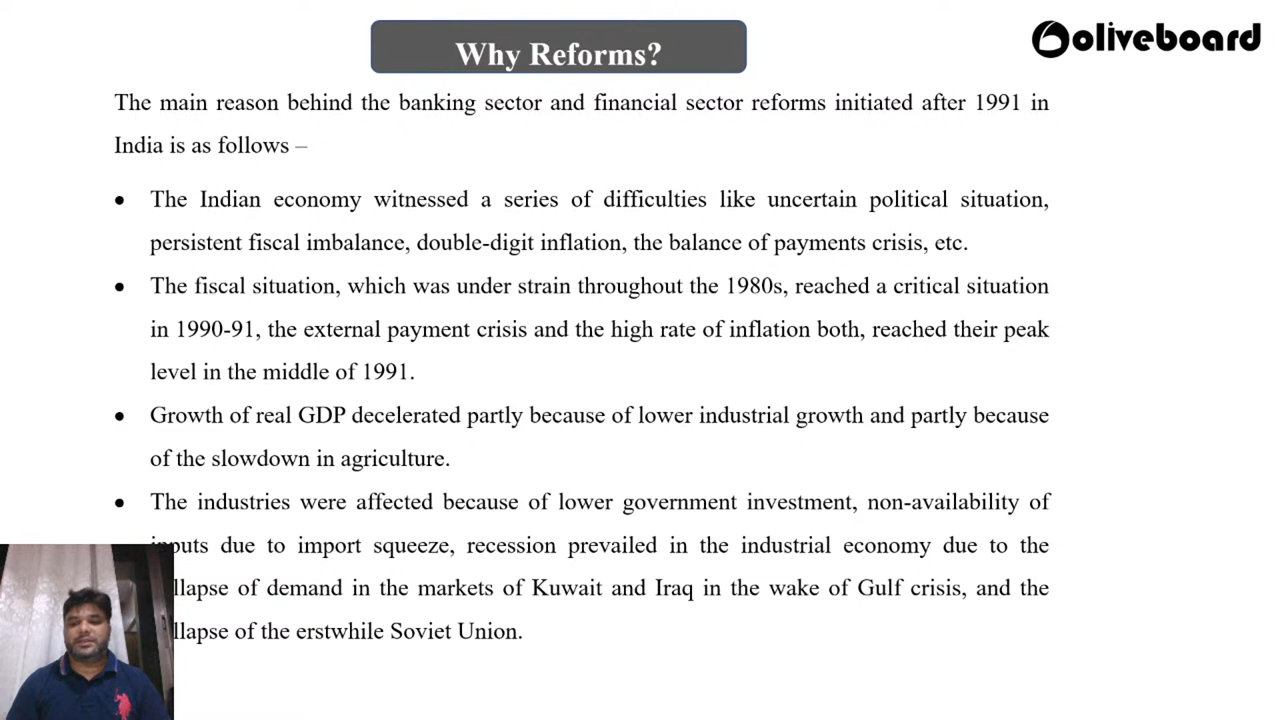 Why Reforms?
oliveboard
The main reason behind the banking sector and financial sector reforms initiated after 1991 in
India is as follows –
• The Indian economy witnessed a series of difficulties like uncertain political situation,
persistent fiscal imbalance, double-digit inflation, the balance of payments crisis, etc.
• The fiscal situation, which was under strain throughout the 1980s, reached a critical situation
in 1990-91, the external payment crisis and the high rate of inflation both, reached their peak
level in the middle of 1991.
• Growth of real GDP decelerated partly because of lower industrial growth and partly because
of the slowdown in agriculture.
• The industries were affected because of lower government investment, non-availability of
inputs due to import squeeze, recession prevailed in the industrial economy due to the
llapse of demand in the markets of Kuwait and Iraq in the wake of Gulf crisis, and the
llapse of the erstwhile Soviet Union.